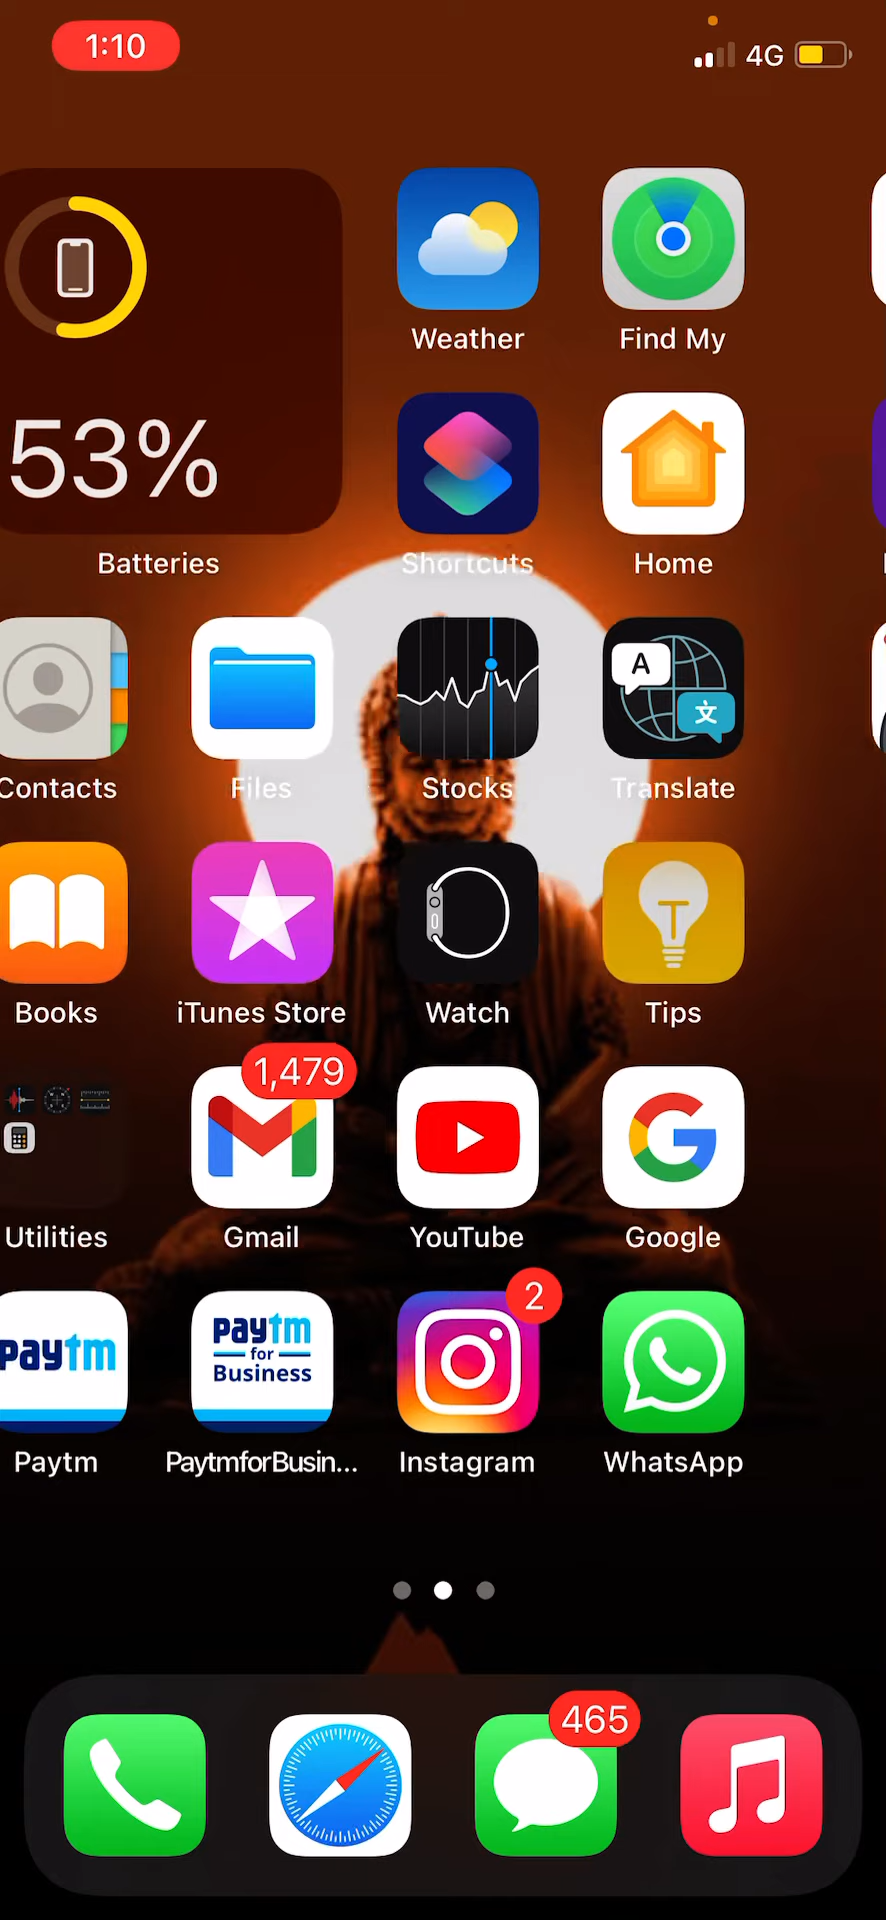 1:10
4G
53%
Batteries
Weather
Find My
Shortcuts
Home
Contacts
Files
Stocks
A
文
Translate
Books
iTunes Store
Watch
Tips
Utilities
1,479
Gmail
YouTube
G
Google
paytm
Paytm
paytm
for
Business
PaytmforBusin...
2
Instagram
WhatsApp
465